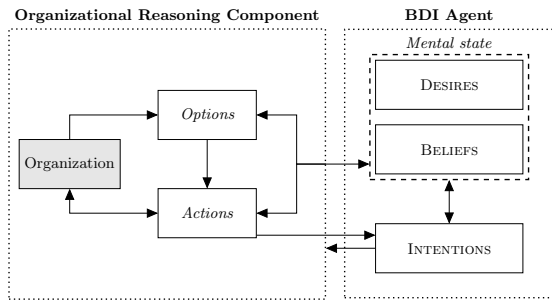 Organizational Reasoning Component
BDI Agent
Mental state
DESIRES
Options
BELIEFS
Organization
Actions
INTENTIONS